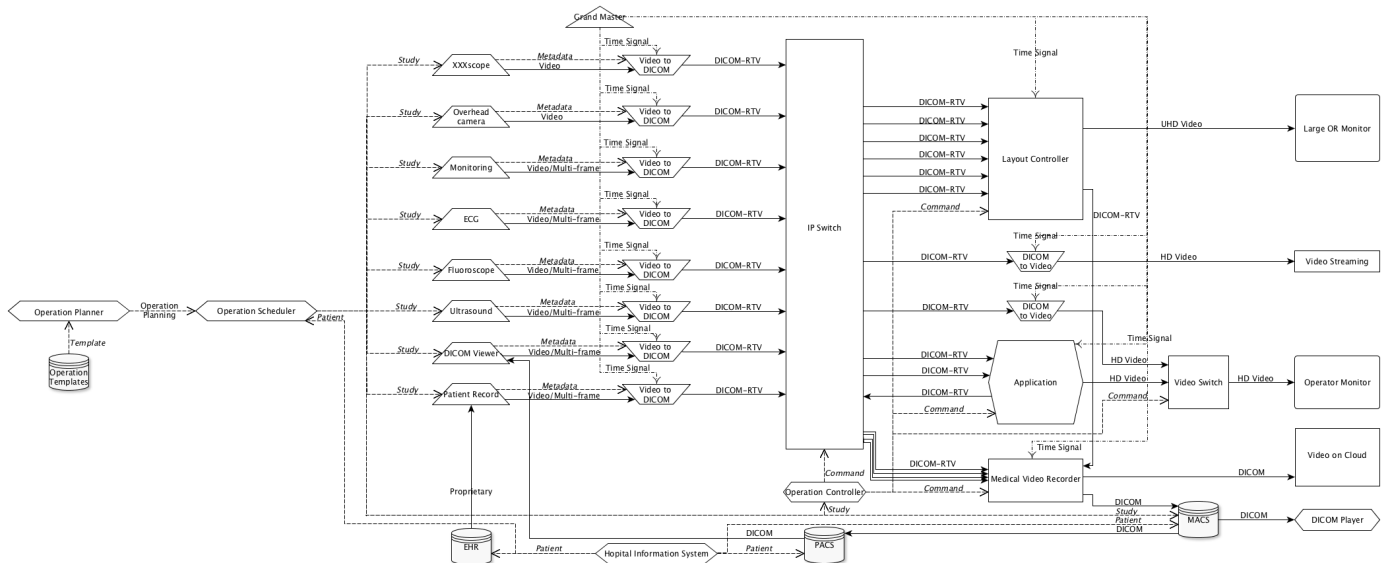 Grand Master
Time Signal
Study
XXXscope
Metadata
Video
Video to
DICOM
DICOM-RTV
Time Signal
Time Signal
Study
Overhead
camera
Metadata
Video
Video to
DICOM
DICOM-RTV
Time Signal
Study
Monitoring
Metadata
Video/Multi-frame
Video to
DICOM
DICOM-RTV
Time Signal
Study
ECG
Metadata
Video/Multi-frame
Video to
DICOM
DICOM-RTV
Time Signal
Study
Fluoroscope
Metadata
Video/Multi-frame
Video to
DICOM
DICOM-RTV
Time Signal
Study
Ultrasound
Metadata
Video/Multi-frame
Video to
DICOM
DICOM-RTV
Time Signal
Study
DICOM Viewer
Metadata
Video/Multi-frame
Video to
DICOM
DICOM-RTV
Time Signal
Study
Patient Record
Metadata
Video/Multi-frame
Video to
DICOM
DICOM-RTV
Operation Planner
Operation
Planning
Operation Scheduler
Patient
Template
Operation
Templates
IP Switch
DICOM-RTV
DICOM-RTV
DICOM-RTV
DICOM-RTV
DICOM-RTV
DICOM-RTV
Command
Layout Controller
UHD Video
Large OR Monitor
DICOM-RTV
Time Signal
DICOM-RTV
DICOM
to Video
HD Video
Video Streaming
Time Signal
DICOM-RTV
DICOM
to Video
Time Signal
DICOM-RTV
DICOM-RTV
DICOM-RTV
Command
Application
HD Video
HD Video
Command
Video Switch
HD Video
Operator Monitor
Time Signal
DICOM-RTV
Medical Video Recorder
DICOM
Video on Cloud
Command
Operation Controller
Command
Study
Proprietary
DICOM
Study
Patient
DICOM
MACS
DICOM
DICOM Player
EHR
Patient
Hopital Information System
Patient
DICOM
PACS